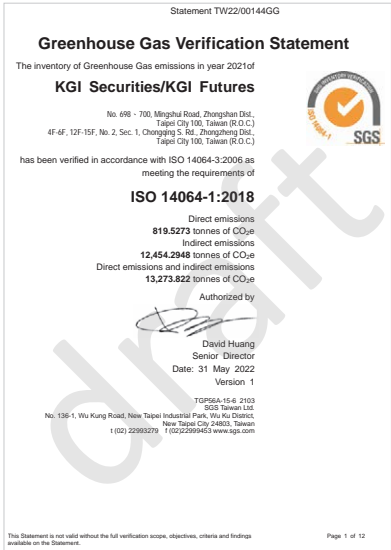 Statement TW22/00144GG
Greenhouse Gas Verification Statement
The inventory of Greenhouse Gas emissions in year 2021of
KGI Securities/KGI Futures
No. 698 - 700, Mingshui Road, Zhongshan Dist.,
Taipei City 100, Taiwan (R.O.C.)
4F-6F, 12F-15F, No. 2, Sec. 1, Chongqing S. Rd., Zhongzheng Dist.,
Taipei City 100, Taiwan (R.O.C.)
has been verified in accordance with ISO 14064-3:2006 as
meeting the requirements of
ISO 14064-1:2018
GHG INVENTORY VERIFICATION
ISO 14064-1
SGS
Direct emissions
819.5273 tonnes of CO₂e
Indirect emissions
12,454.2948 tonnes of CO₂e
Direct emissions and indirect emissions
13,273.822 tonnes of CO₂e
Authorized by
David Huang
Senior Director
Date: 31 May 2022
Version 1
TGP56A-15-6 2103
SGS Taiwan Ltd.
No. 136-1, Wu Kung Road, New Taipei Industrial Park, Wu Ku District,
New Taipei City 24803, Taiwan
t (02) 22993279 f (02)22999453 www.sgs.com
draft
This Statement is not valid without the full verification scope, objectives, criteria and findings
available on the Statement.
Page 1 of 12